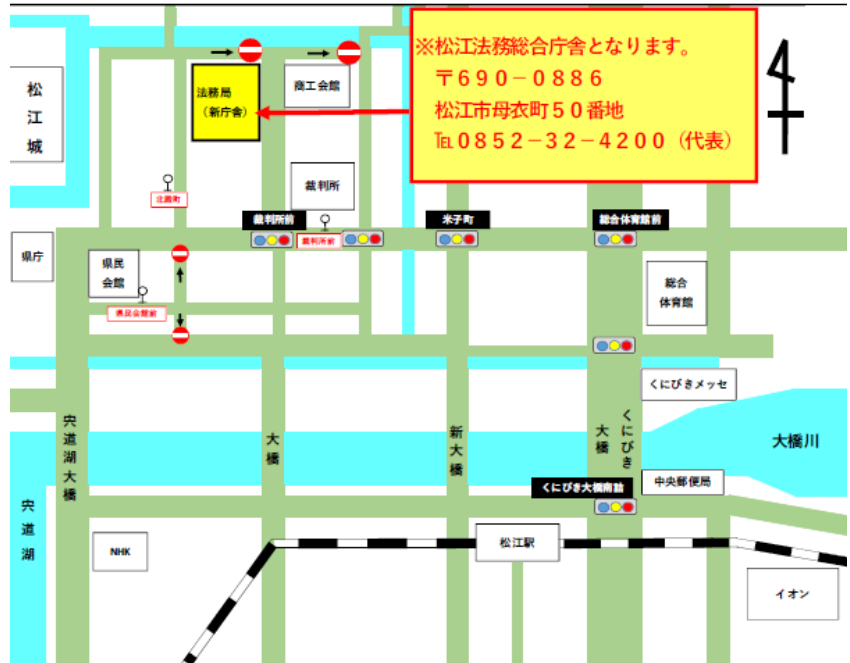 ※松江法務総合庁舎となります。
〒690-0886
松江市母衣町50番地
℡0852-32-4200(代表)
松江城
法務局
(新庁舎)
商工会館
裁判所
北殿町
裁判所前
裁判所前
米子町
総合体育館前
県庁
県民
会館
県民会館前
総合
体育館
くにびきメッセ
宍道湖大橋
大橋
新大橋
くにびき
大橋
大橋川
くにびき大橋南詰
中央郵便局
宍道湖
NHK
松江駅
イオン